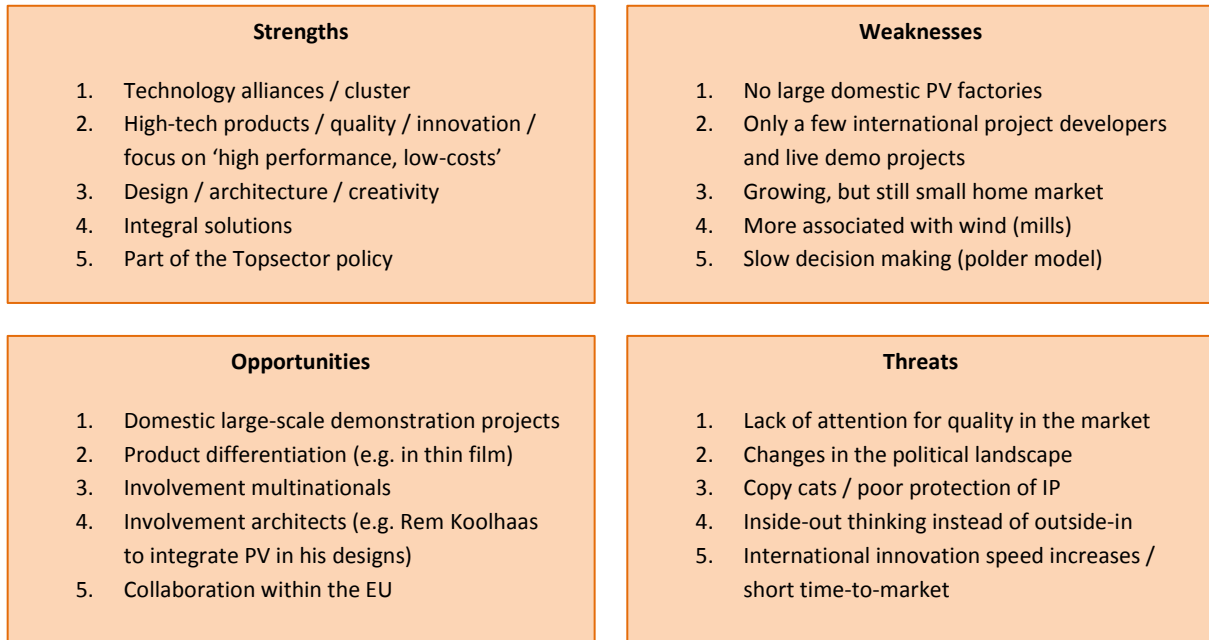 Strengths
1. Technology alliances / cluster
2. High-tech products / quality / innovation /
focus on ‘high performance, low-costs’
3. Design / architecture / creativity
4. Integral solutions
5. Part of the Topsector policy
Weaknesses
1. No large domestic PV factories
2. Only a few international project developers
and live demo projects
3. Growing, but still small home market
4. More associated with wind (mills)
5. Slow decision making (polder model)
Opportunities
1. Domestic large-scale demonstration projects
2. Product differentiation (e.g. in thin film)
3. Involvement multinationals
4. Involvement architects (e.g. Rem Koolhaas
to integrate PV in his designs)
5. Collaboration within the EU
Threats
1. Lack of attention for quality in the market
2. Changes in the political landscape
3. Copy cats / poor protection of IP
4. Inside-out thinking instead of outside-in
5. International innovation speed increases /
short time-to-market